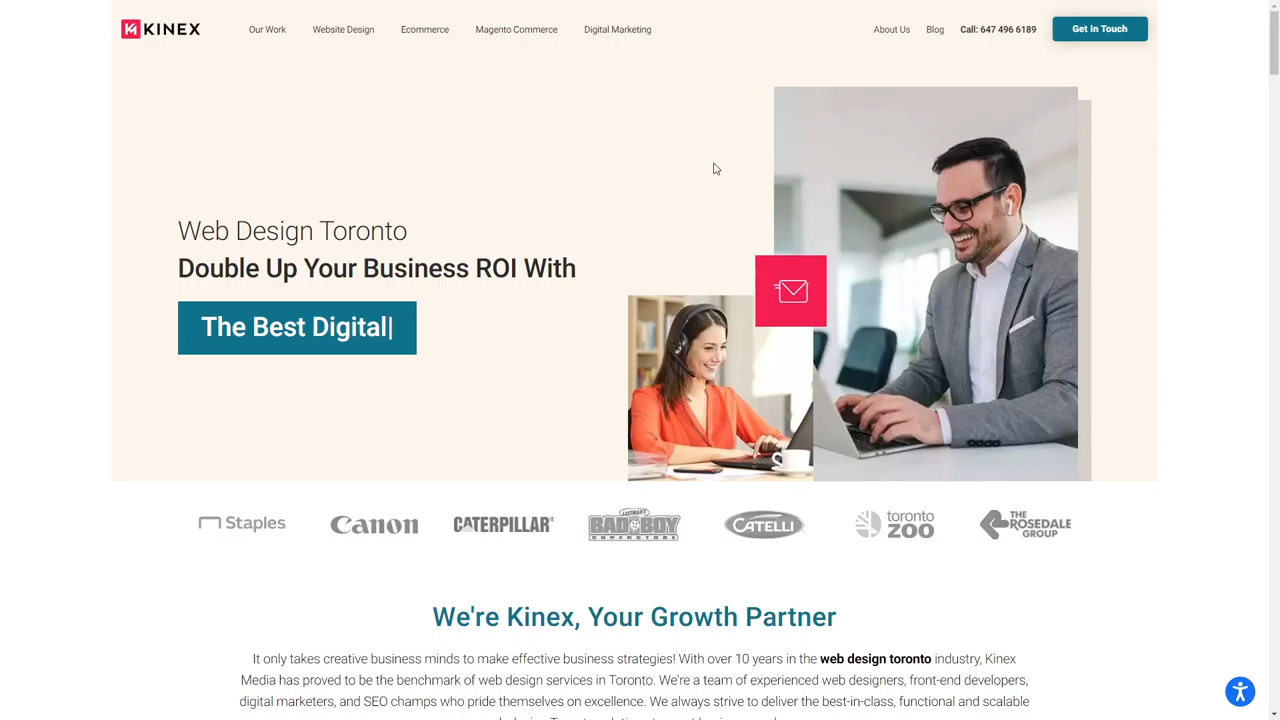 KINEX
Our Work
Website Design
Ecommerce
Magento Commerce
Digital Marketing
About Us
Blog
Call: 647 496 6189
Get in Touch
Web Design Toronto
Double Up Your Business ROI With
The Best Digital|
Staples
Canon
CATERPILLAR®
LASTMAN'S
BAD BOY
SUPERSTORE
CATELLI
toronto
ZOO
THE
ROSEDALE
GROUP
We're Kinex, Your Growth Partner
It only takes creative business minds to make effective business strategies! With over 10 years in the web design toronto industry, Kinex
Media has proved to be the benchmark of web design services in Toronto. We're a team of experienced web designers, front-end developers,
digital marketers, and SEO champs who pride themselves on excellence. We always strive to deliver the best-in-class, functional and scalable